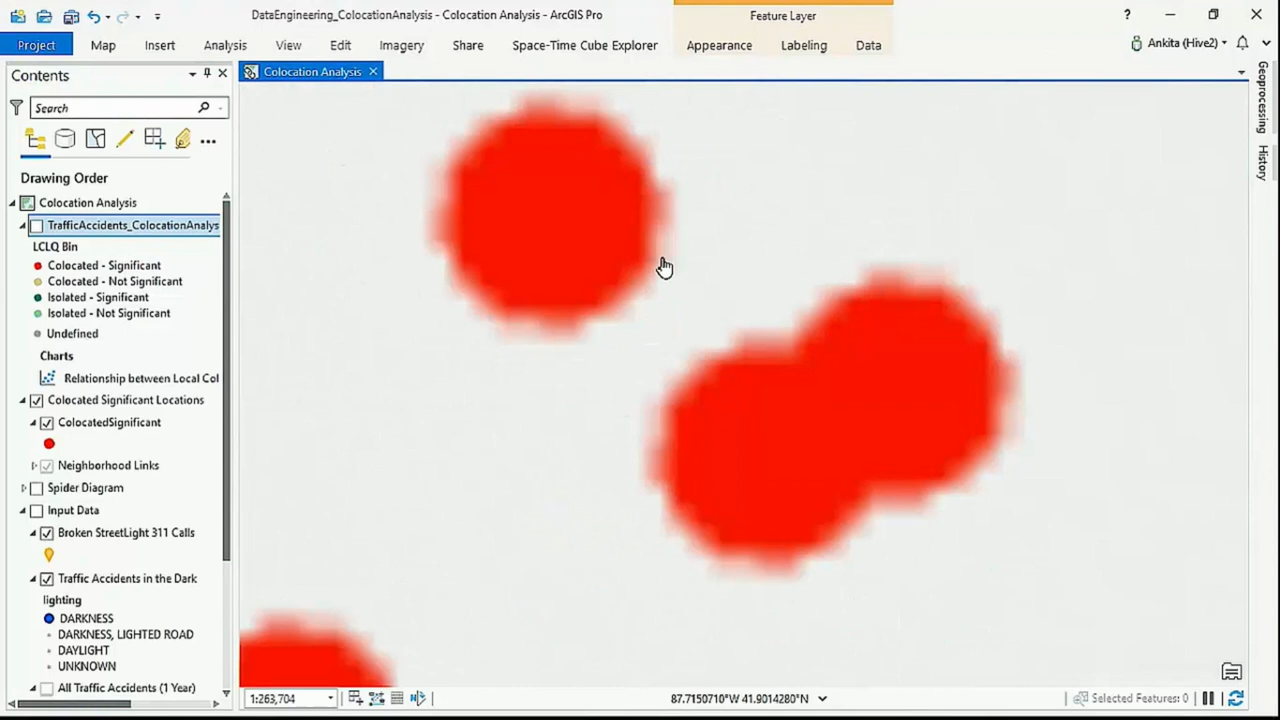 DataEngineering_ColocationAnalysis - Colocation Analysis - ArcGIS Pro
Feature Layer
?
Project
Map
Insert
Analysis
View
Edit
Imagery
Share
Space-Time Cube Explorer
Appearance
Labeling
Data
Ankita (Hive2)
Contents
Colocation Analysis
Search
Drawing Order
Colocation Analysis
TrafficAccidents_ColocationAnalys
LCLQ Bin
Colocated - Significant
Colocated - Not Significant
Isolated - Significant
Isolated - Not Significant
Undefined
Charts
Relationship between Local Col
Colocated Significant Locations
ColocatedSignificant
Neighborhood Links
Spider Diagram
Input Data
Broken StreetLight 311 Calls
Traffic Accidents in the Dark
lighting
DARKNESS
DARKNESS, LIGHTED ROAD
DAYLIGHT
UNKNOWN
All Traffic Accidents (1 Year)
Geoprocessing
History
1:263,704
87.7150710°W 41.9014280°N
Selected Features: 0